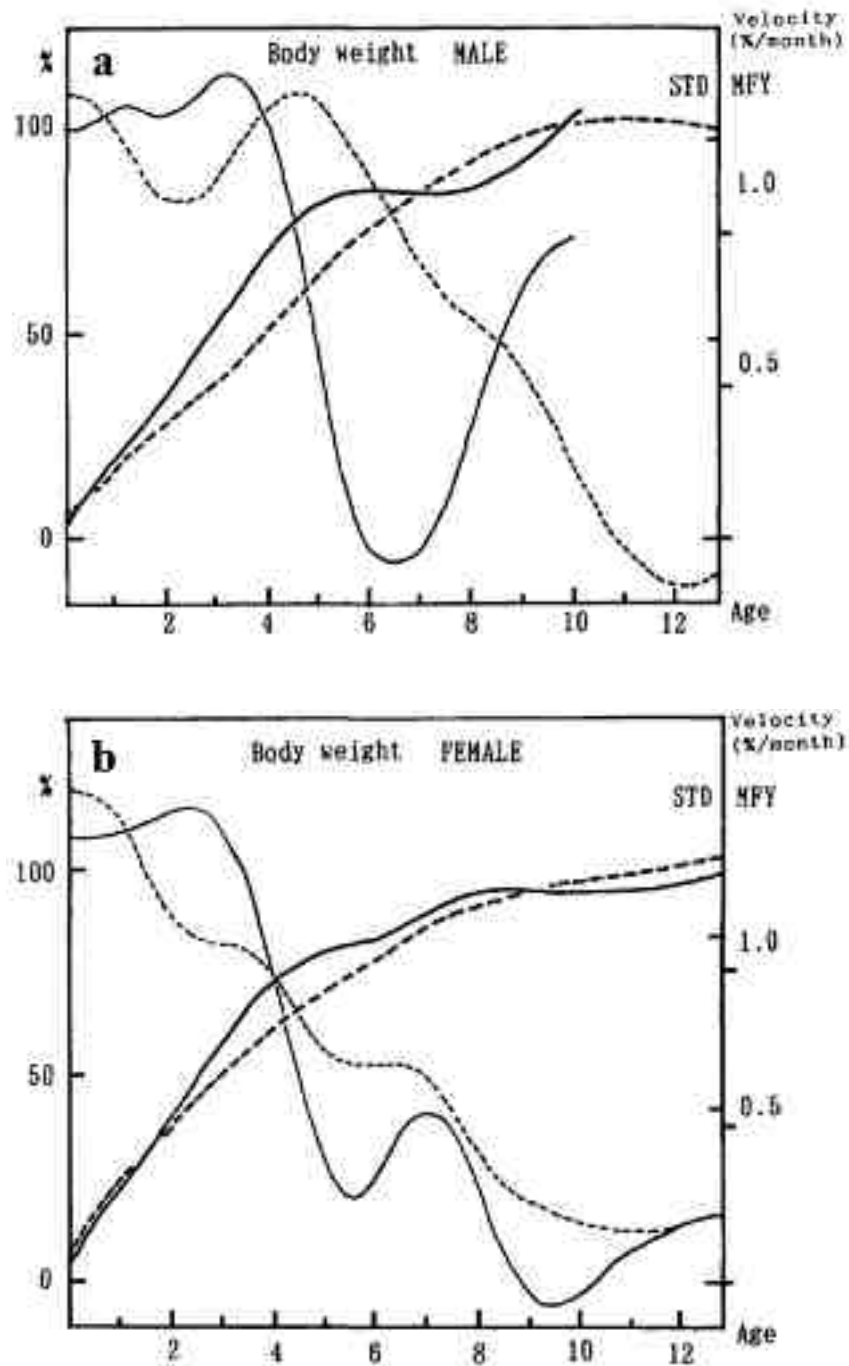 Velocity
(%/month)
a Body weight MALE
%
STD MFY
100
1.0
50
0.5
0
2 4 6 8 10 12 Age
Velocity
(%/month)
b Body weight FEMALE
%
STD MFY
100
1.0
50
0.5
0
2 4 6 8 10 12 Age